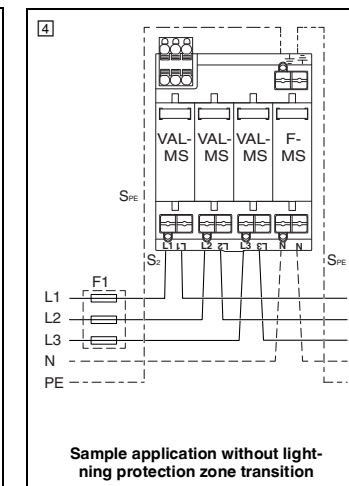 4
VAL- VAL- VAL- F-
MS MS MS MS
SPE
L1 L1 L2 L2 L3 L3 N N
S2 SPE
F1
L1
L2
L3
N
PE
Sample application without light-
ning protection zone transition